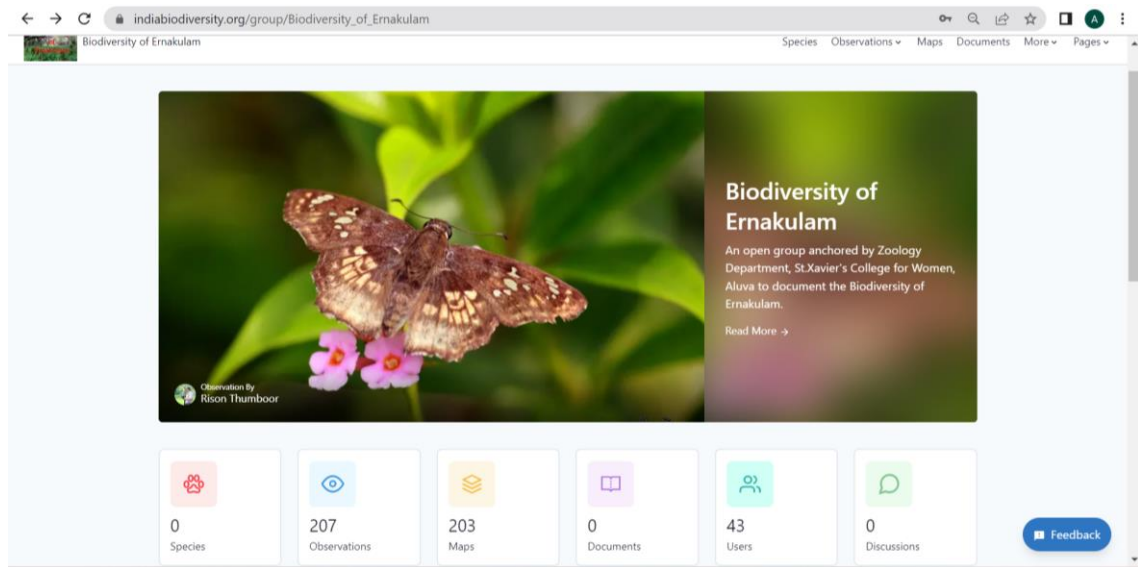 indiabiodiversity.org/group/Biodiversity_of_Ernakulam
A
Biodiversity of Ernakulam
Species Observations Maps Documents More Pages
Biodiversity of
Ernakulam
An open group anchored by Zoology
Department, St.Xavier's College for Women,
Aluva to document the Biodiversity of
Ernakulam.
Read More →
Observation By
Rison Thumboor
0
Species
207
Observations
203
Maps
0
Documents
43
Users
0
Discussions
Feedback